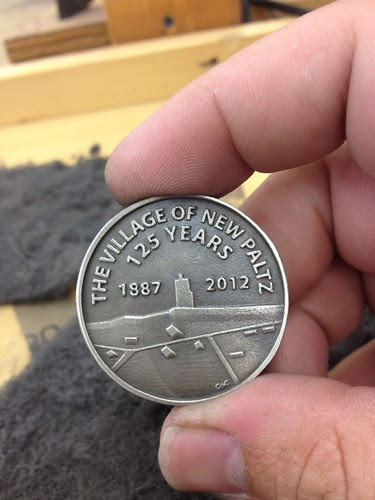 THE VILLAGE OF NEW PALTZ
125 YEARS
1887 2012